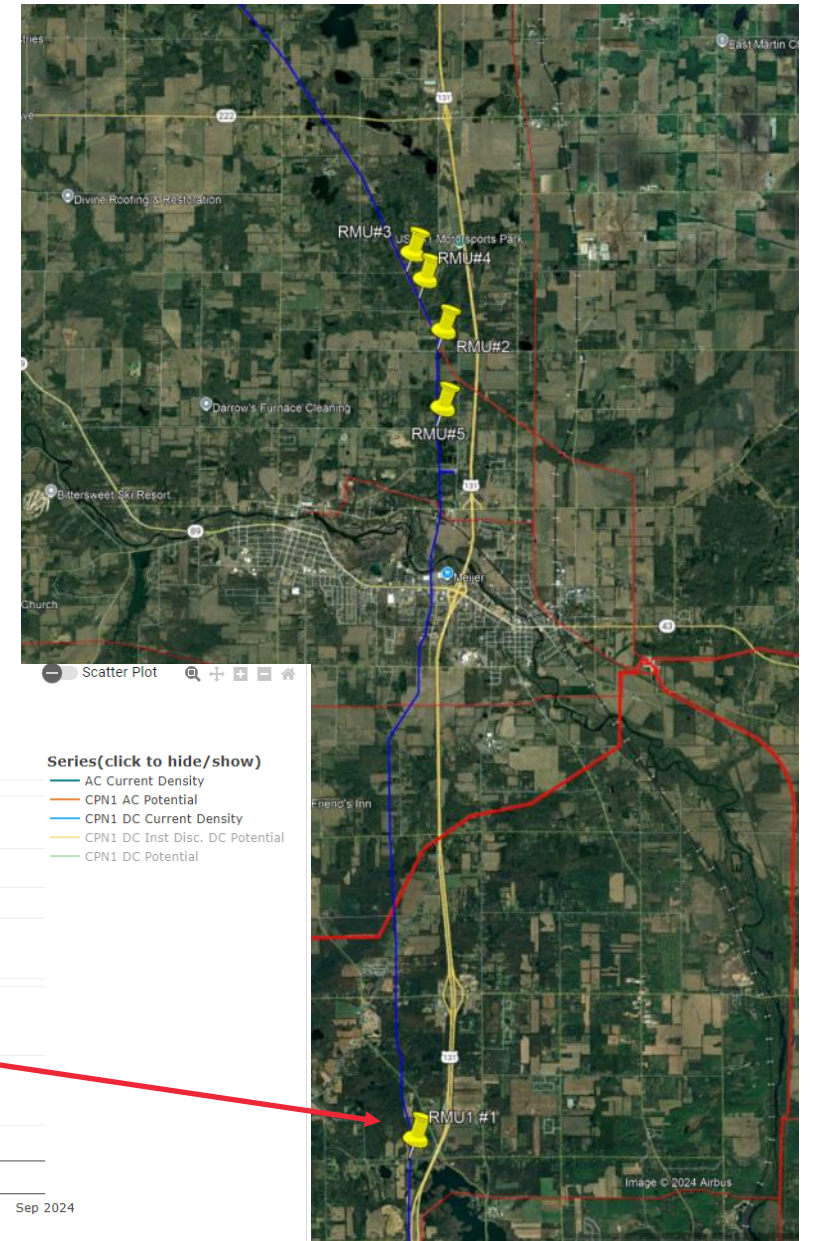 tries
East Martin C
131
222
ve
Divine Roofing & Restoration
RMU#3
US 131 Motorsports Park
RMU#4
RMU#2
Darrow's Furnace Cleaning
RMU#5
131
Bittersweet Ski Resort
89
Meijer
Church
43
Scatter Plot
Series(click to hide/show)
AC Current Density
CPN1 AC Potential
CPN1 DC Current Density
CPN1 DC Inst Disc. DC Potential
CPN1 DC Potential
Friend's Inn
131
RMU1 #1
Image © 2024 Airbus
Sep 2024